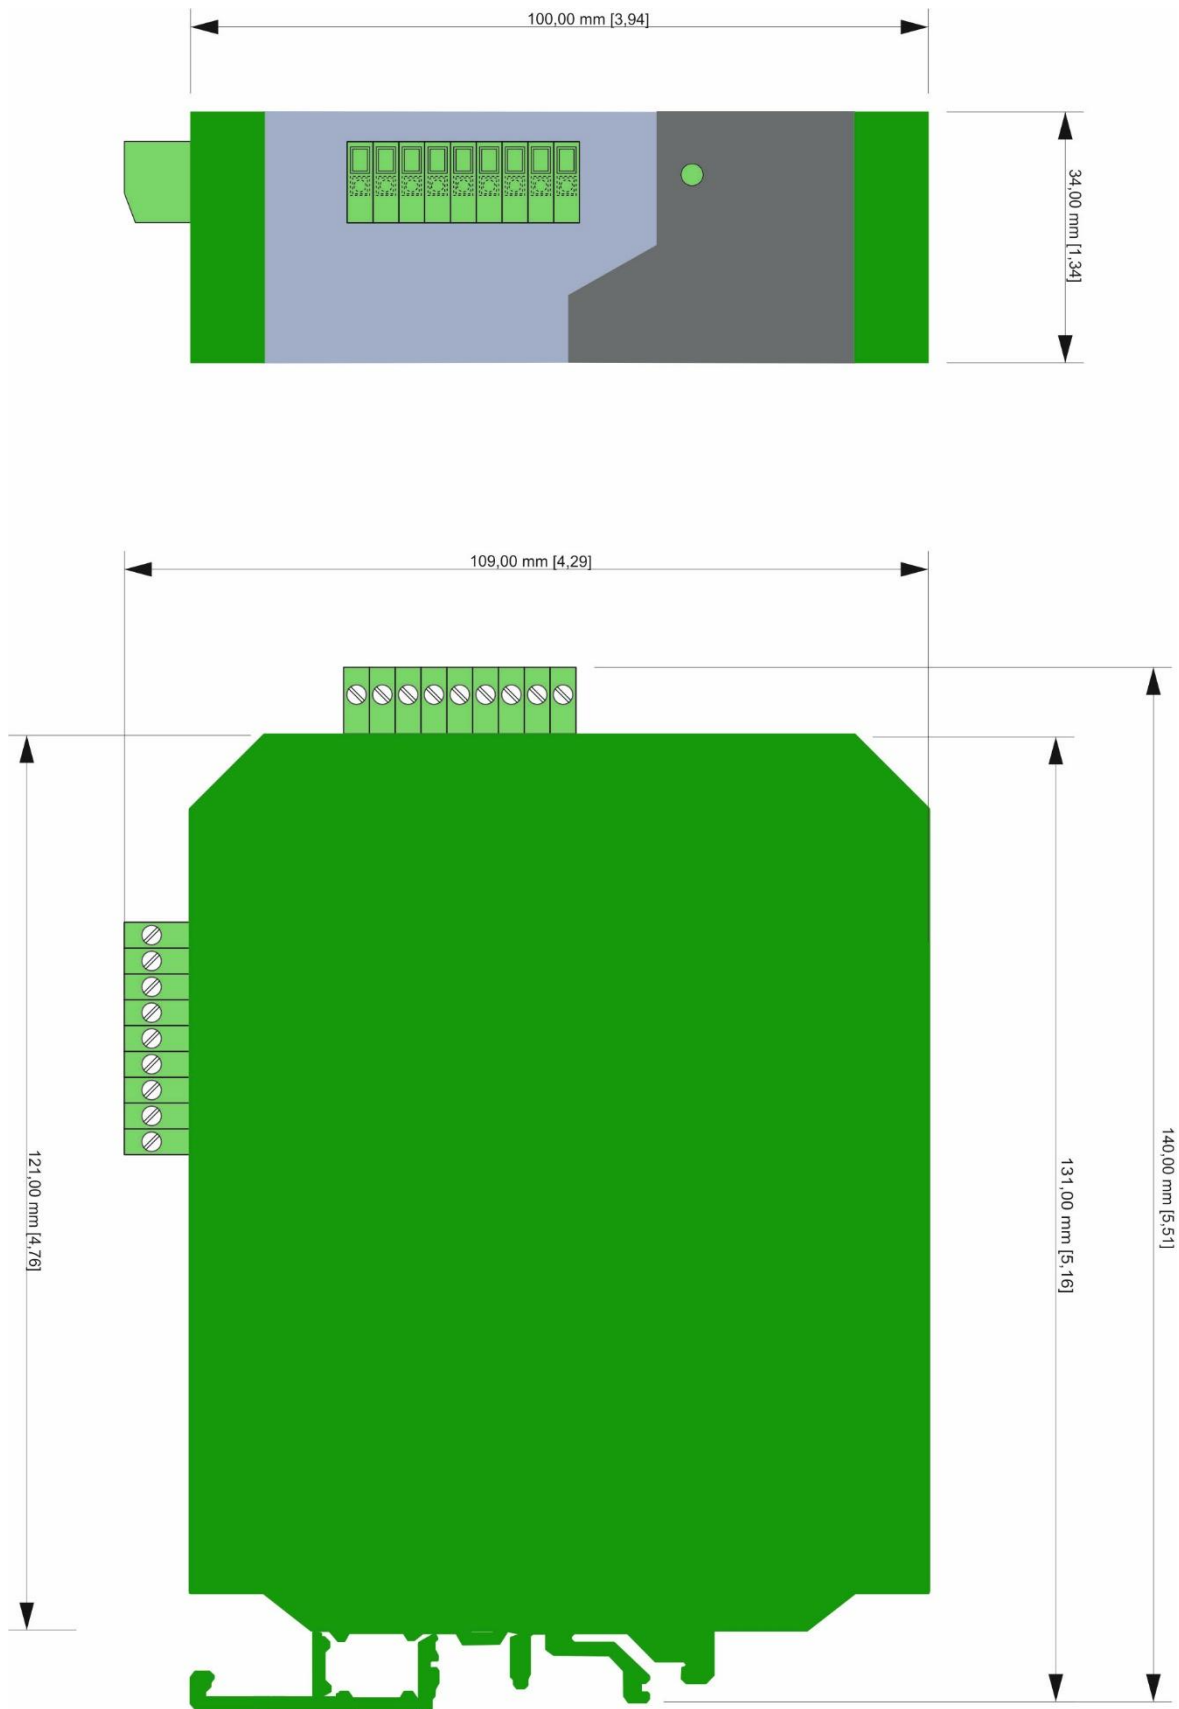 100,00 mm [3,94]
34,00 mm [1,34]
109,00 mm [4,29]
121,00 mm [4,76]
131,00 mm [5,16]
140,00 mm [5,51]